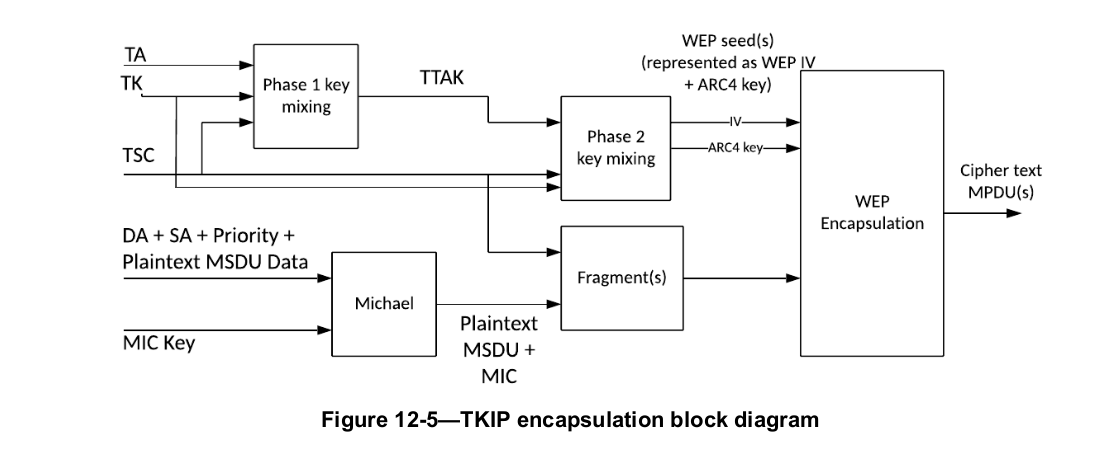 TA
TK
Phase 1 key
mixing
TTAK
WEP seed(s)
(represented as WEP IV
+ ARC4 key)
Phase 2
key mixing
IV
ARC4 key
TSC
WEP
Encapsulation
Cipher text
MPDU(s)
DA + SA + Priority +
Plaintext MSDU Data
Michael
Fragment(s)
MIC Key
Plaintext
MSDU +
MIC
Figure 12-5—TKIP encapsulation block diagram